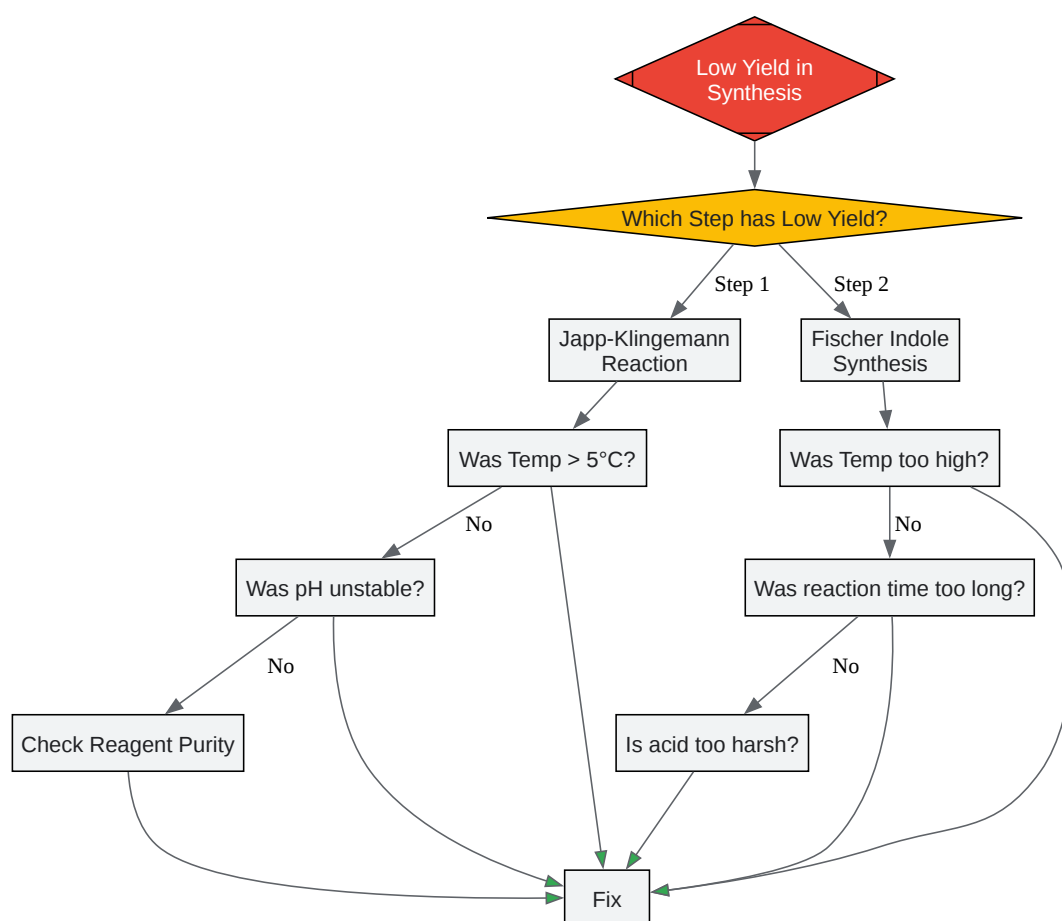 Low Yield in
Synthesis
Which Step has Low Yield?
Step 1
Step 2
Japp-Klingemann
Reaction
Fischer Indole
Synthesis
Was Temp > 5°C?
Was Temp too high?
No
No
Was pH unstable?
Was reaction time too long?
No
No
Check Reagent Purity
Is acid too harsh?
Fix